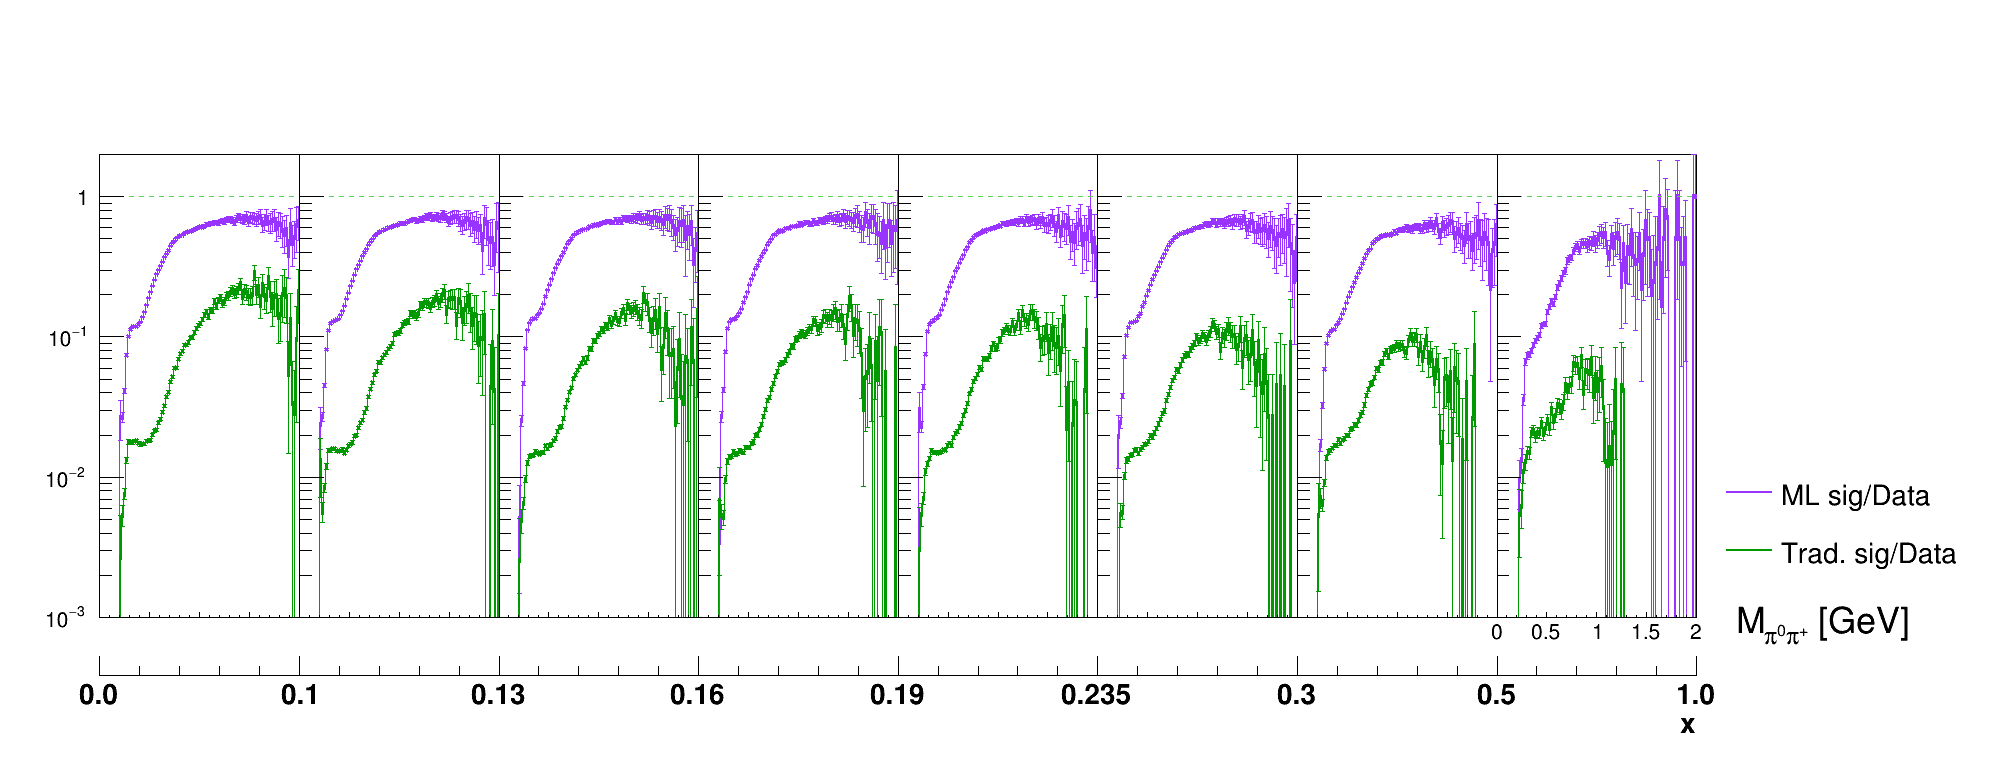 1
10⁻¹
10⁻²
10⁻³
ML sig/Data
Trad. sig/Data
0 0.5 1 1.5 2
M_π⁰π⁺ [GeV]
0.0 0.1 0.13 0.16 0.19 0.235 0.3 0.5 1.0
x